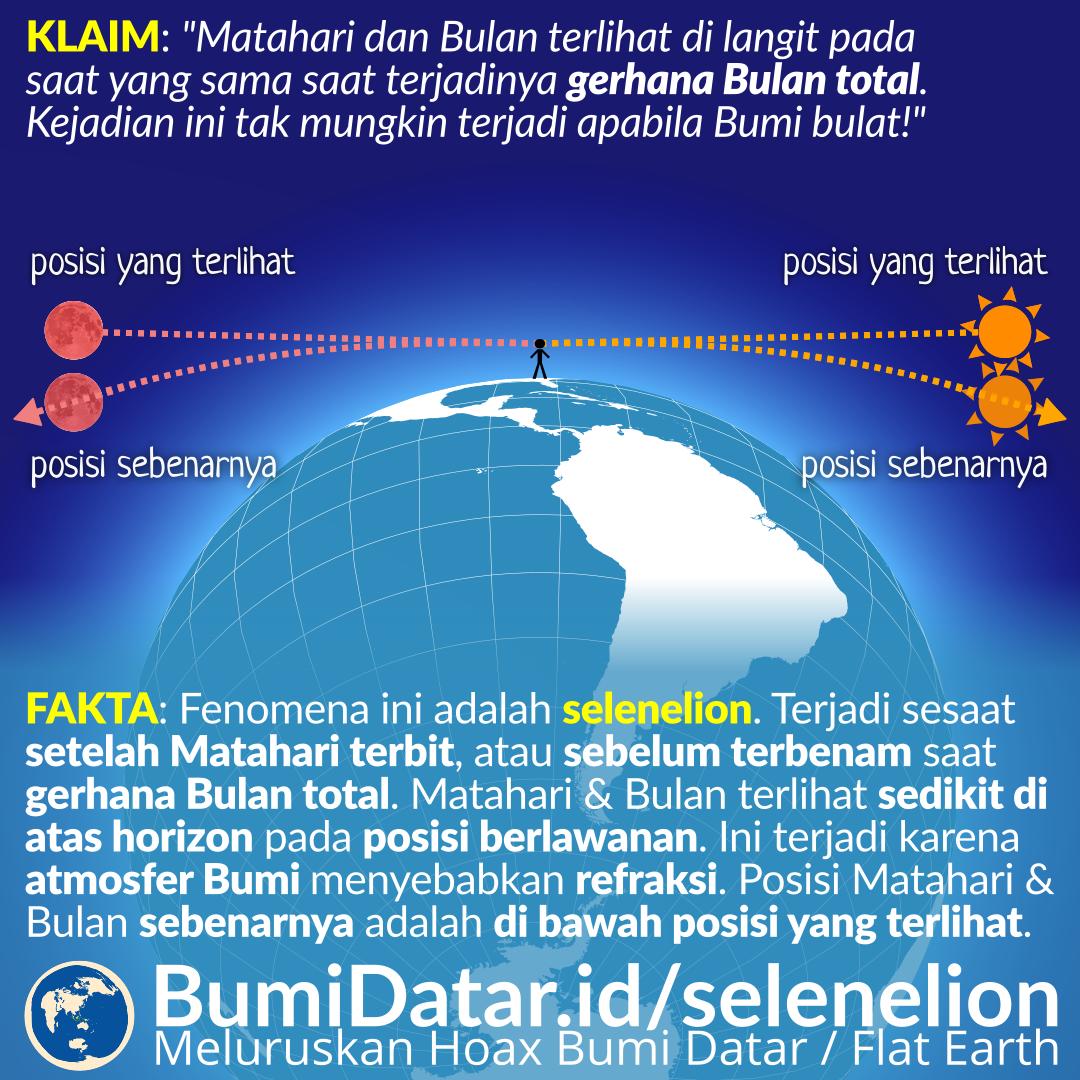 KLAIM: "Matahari dan Bulan terlihat di langit pada
saat yang sama saat terjadinya gerhana Bulan total.
Kejadian ini tak mungkin terjadi apabila Bumi bulat!"
posisi yang terlihat
posisi yang terlihat
posisi sebenarnya
posisi sebenarnya
FAKTA: Fenomena ini adalah selenelion. Terjadi sesaat
setelah Matahari terbit, atau sebelum terbenam saat
gerhana Bulan total. Matahari & Bulan terlihat sedikit di
atas horizon pada posisi berlawanan. Ini terjadi karena
atmosfer Bumi menyebabkan refraksi. Posisi Matahari &
Bulan sebenarnya adalah di bawah posisi yang terlihat.
BumiDatar.id/selenelion
Meluruskan Hoax Bumi Datar / Flat Earth